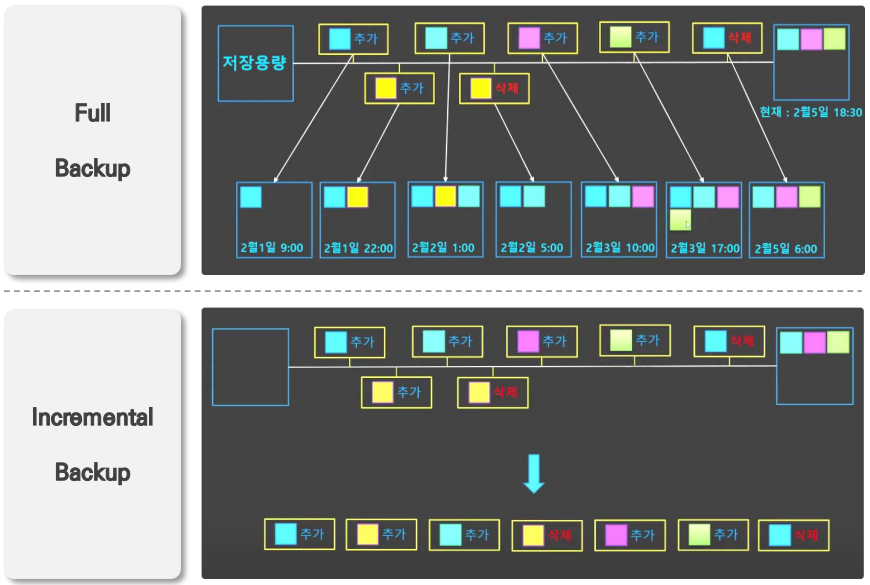 Full
Backup
저장용량
추가
추가
추가
추가
삭제
추가
삭제
현재 : 2월5일 18:30
2월1일 9:00
2월1일 22:00
2월2일 1:00
2월2일 5:00
2월3일 10:00
2월3일 17:00
2월5일 6:00
Incremental
Backup
추가
추가
추가
추가
삭제
추가
삭제
추가
추가
추가
삭제
추가
추가
삭제